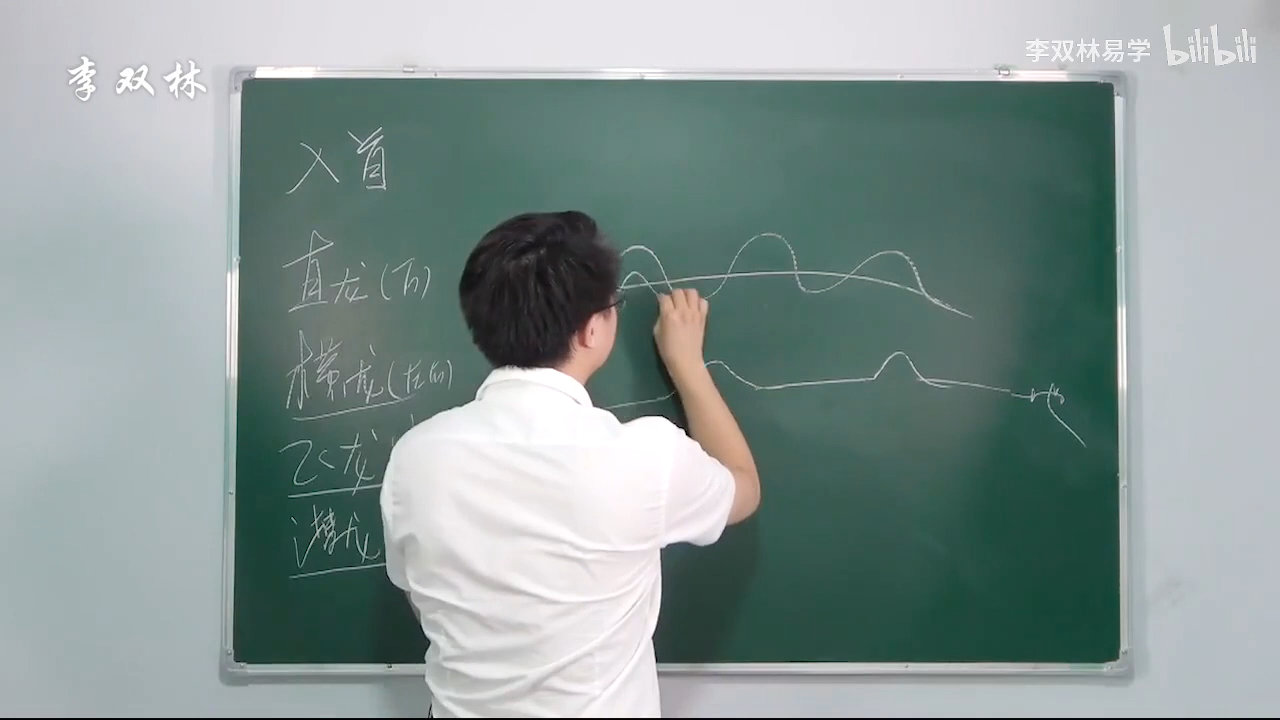 李双林
李双林易学 bilibili
入首
直龙(后)
横龙(左右)
飞龙
潜龙